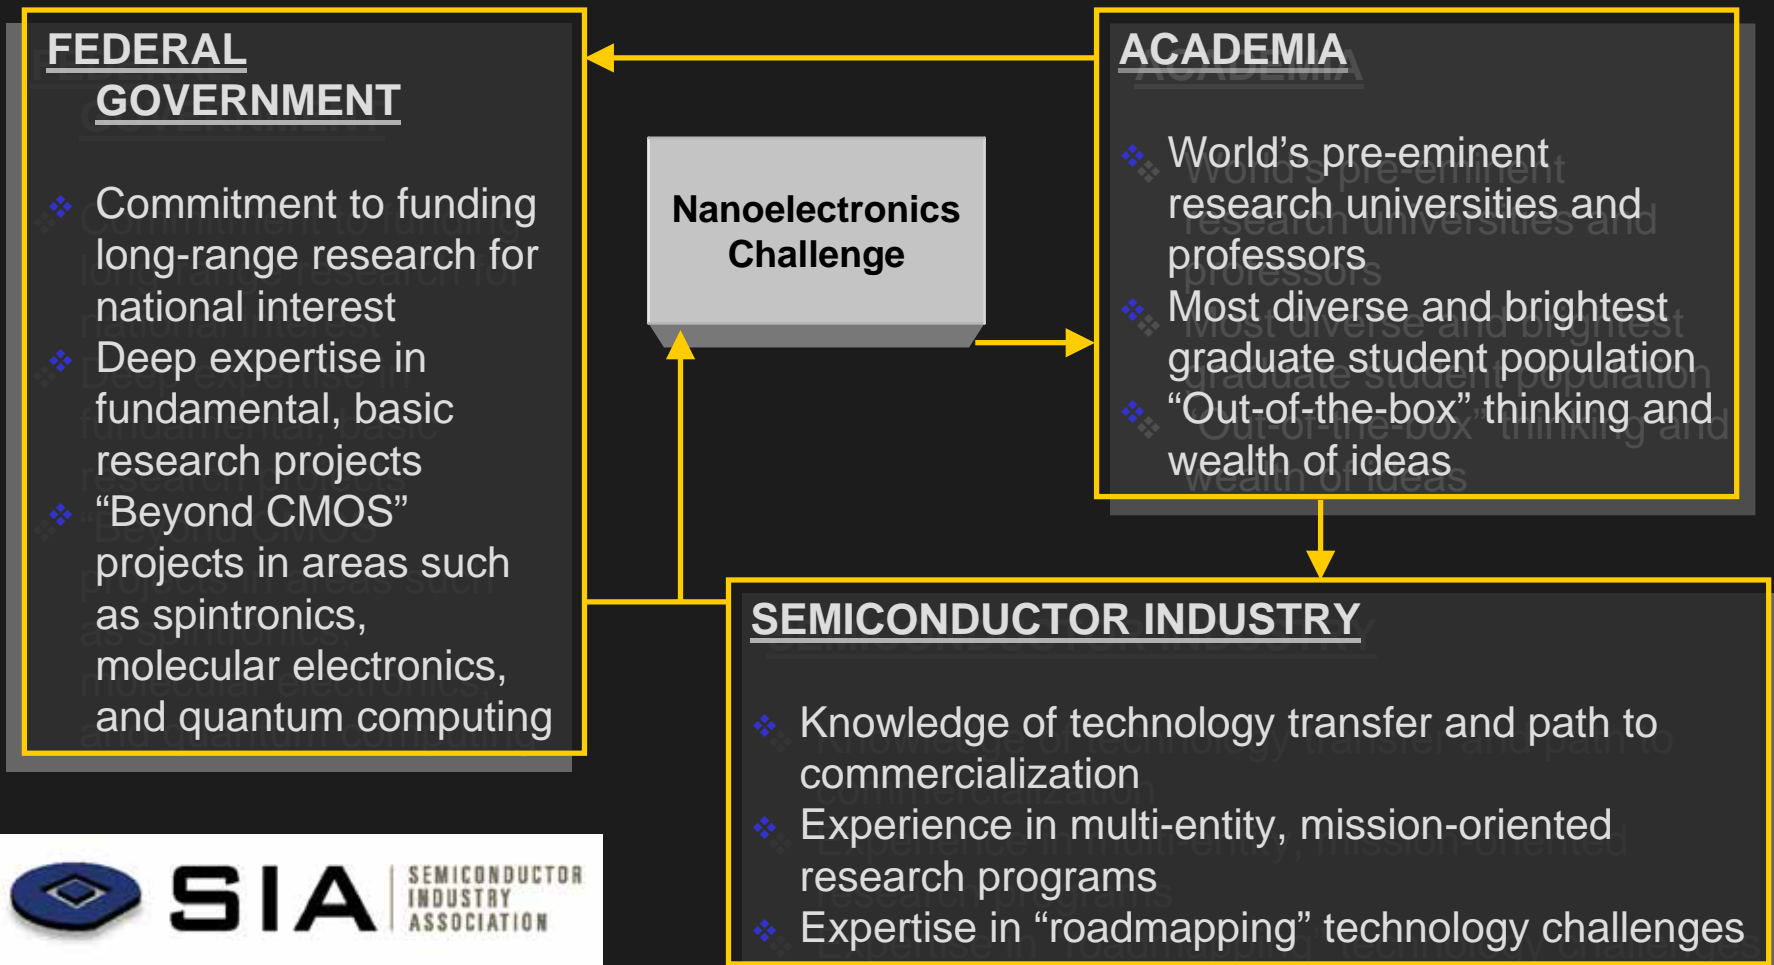 FEDERAL
GOVERNMENT
Commitment to funding
long-range research for
national interest
Deep expertise in
fundamental, basic
research projects
“Beyond CMOS”
projects in areas such
as spintronics,
molecular electronics,
and quantum computing
Nanoelectronics
Challenge
ACADEMIA
World’s pre-eminent
research universities and
professors
Most diverse and brightest
graduate student population
“Out-of-the-box” thinking and
wealth of ideas
SEMICONDUCTOR INDUSTRY
Knowledge of technology transfer and path to
commercialization
Experience in multi-entity, mission-oriented
research programs
Expertise in “roadmapping” technology challenges
SIA
SEMICONDUCTOR
INDUSTRY
ASSOCIATION